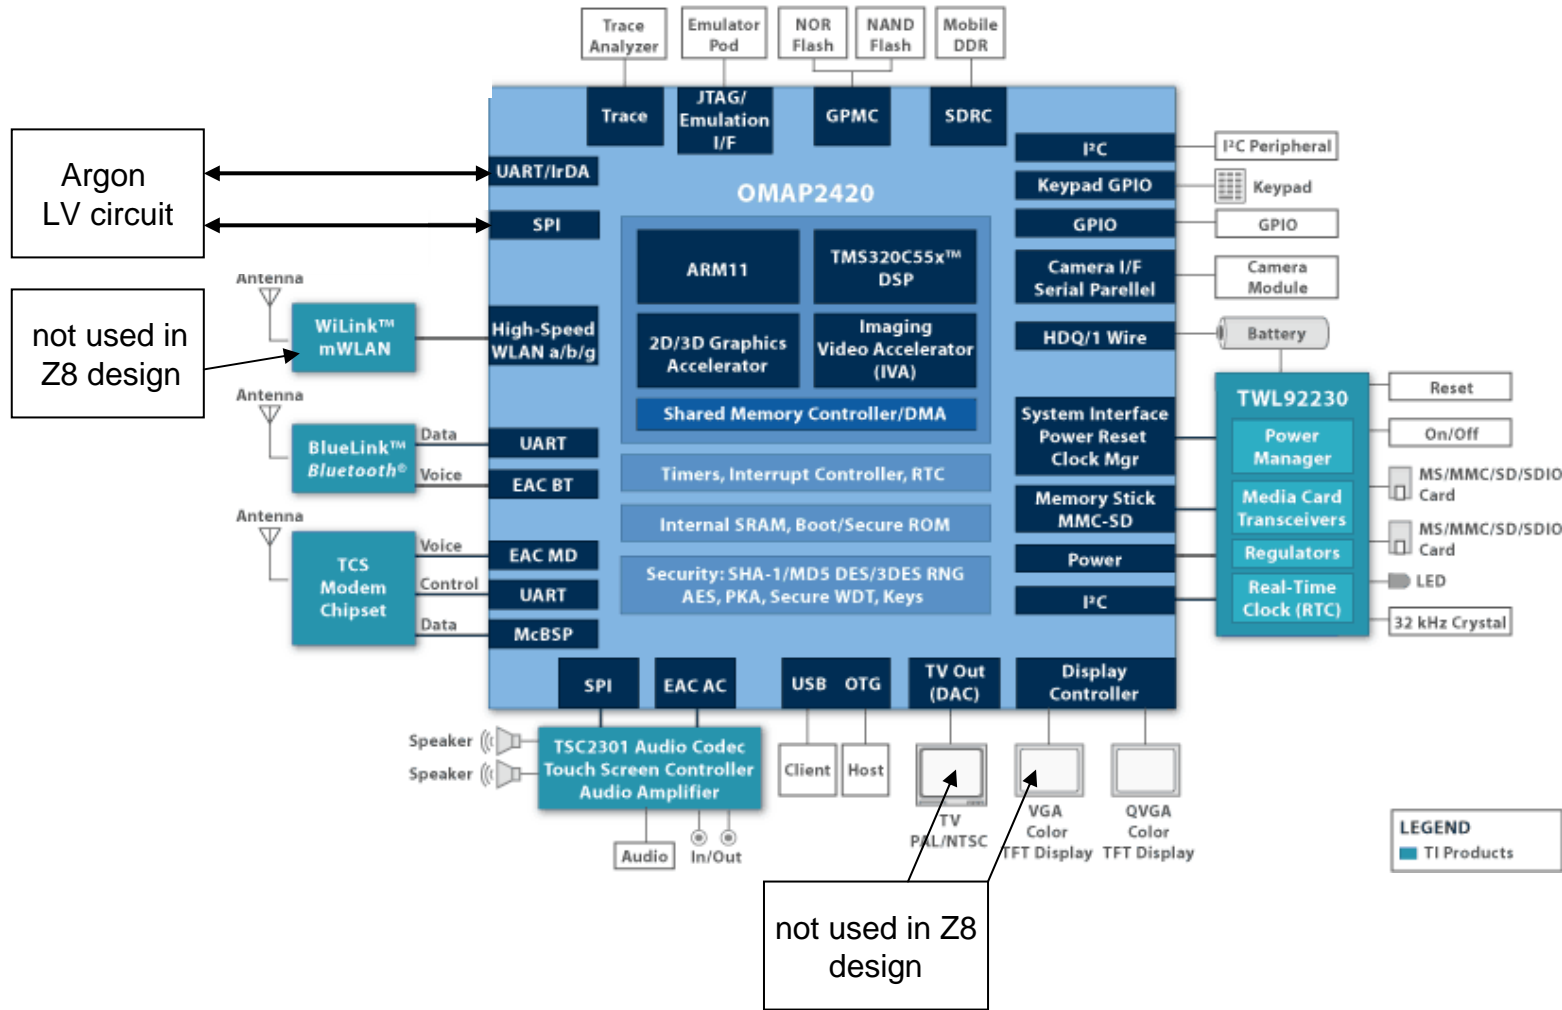 Trace
Analyzer
Emulator
Pod
NOR
Flash
NAND
Flash
Mobile
DDR
Trace
JTAG/
Emulation
I/F
GPMC
SDRC
Argon
LV circuit
UART/IrDA
SPI
OMAP2420
ARM11
TMS320C55x™
DSP
2D/3D Graphics
Accelerator
Imaging
Video Accelerator
(IVA)
Shared Memory Controller/DMA
Timers, Interrupt Controller, RTC
Internal SRAM, Boot/Secure ROM
Security: SHA-1/MD5 DES/3DES RNG
AES, PKA, Secure WDT, Keys
I²C
I²C Peripheral
Keypad GPIO
Keypad
GPIO
GPIO
Camera I/F
Serial Parellel
Camera
Module
HDQ/1 Wire
Battery
Antenna
not used in
Z8 design
WiLink™
mWLAN
High-Speed
WLAN a/b/g
Antenna
BlueLink™
Bluetooth®
Data
Voice
UART
EAC BT
Antenna
TCS
Modem
Chipset
Voice
Control
Data
EAC MD
UART
McBSP
System Interface
Power Reset
Clock Mgr
Memory Stick
MMC-SD
Power
I²C
TWL92230
Power
Manager
Media Card
Transceivers
Regulators
Real-Time
Clock (RTC)
Reset
On/Off
MS/MMC/SD/SDIO
Card
MS/MMC/SD/SDIO
Card
LED
32 kHz Crystal
SPI
EAC AC
USB OTG
TV Out
(DAC)
Display
Controller
Speaker
Speaker
TSC2301 Audio Codec
Touch Screen Controller
Audio Amplifier
Audio
In/Out
Client
Host
TV
PAL/NTSC
VGA
Color
TFT Display
QVGA
Color
TFT Display
not used in Z8
design
LEGEND
TI Products